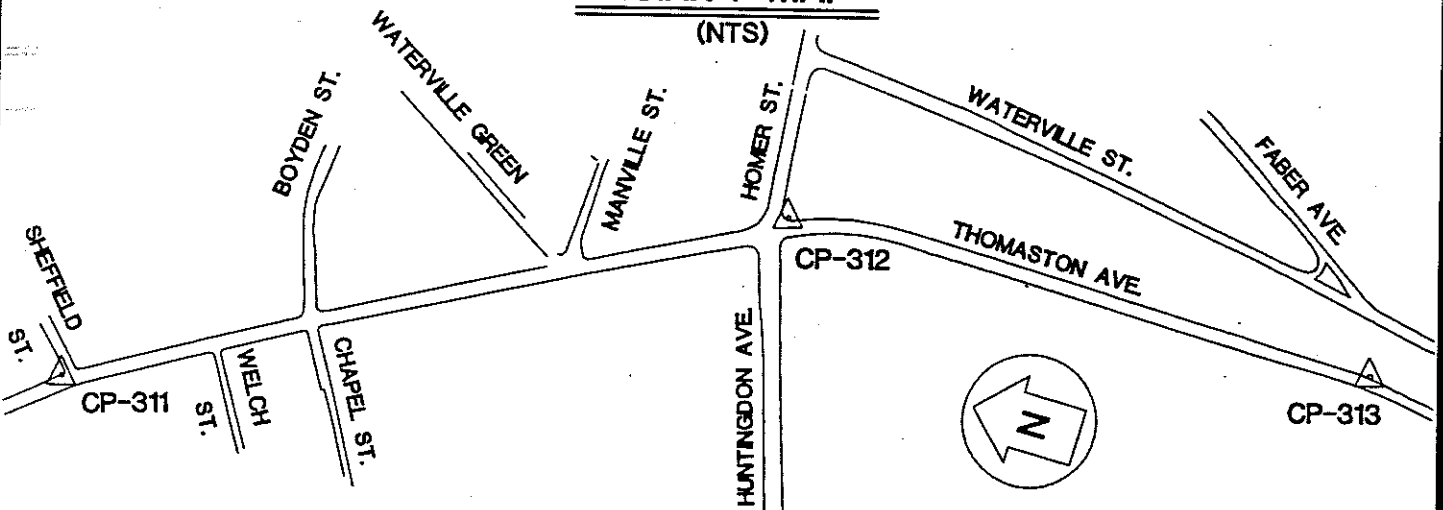 (NTS)
WATERVILLE GREEN
BOYDEN ST.
MANVILLE ST.
HOMER ST.
WATERVILLE ST.
FABER AVE.
SHEFFIELD
ST.
CP-311
WELCH
ST.
CHAPEL ST.
CP-312
THOMASTON AVE.
HUNTINGDON AVE.
N
CP-313